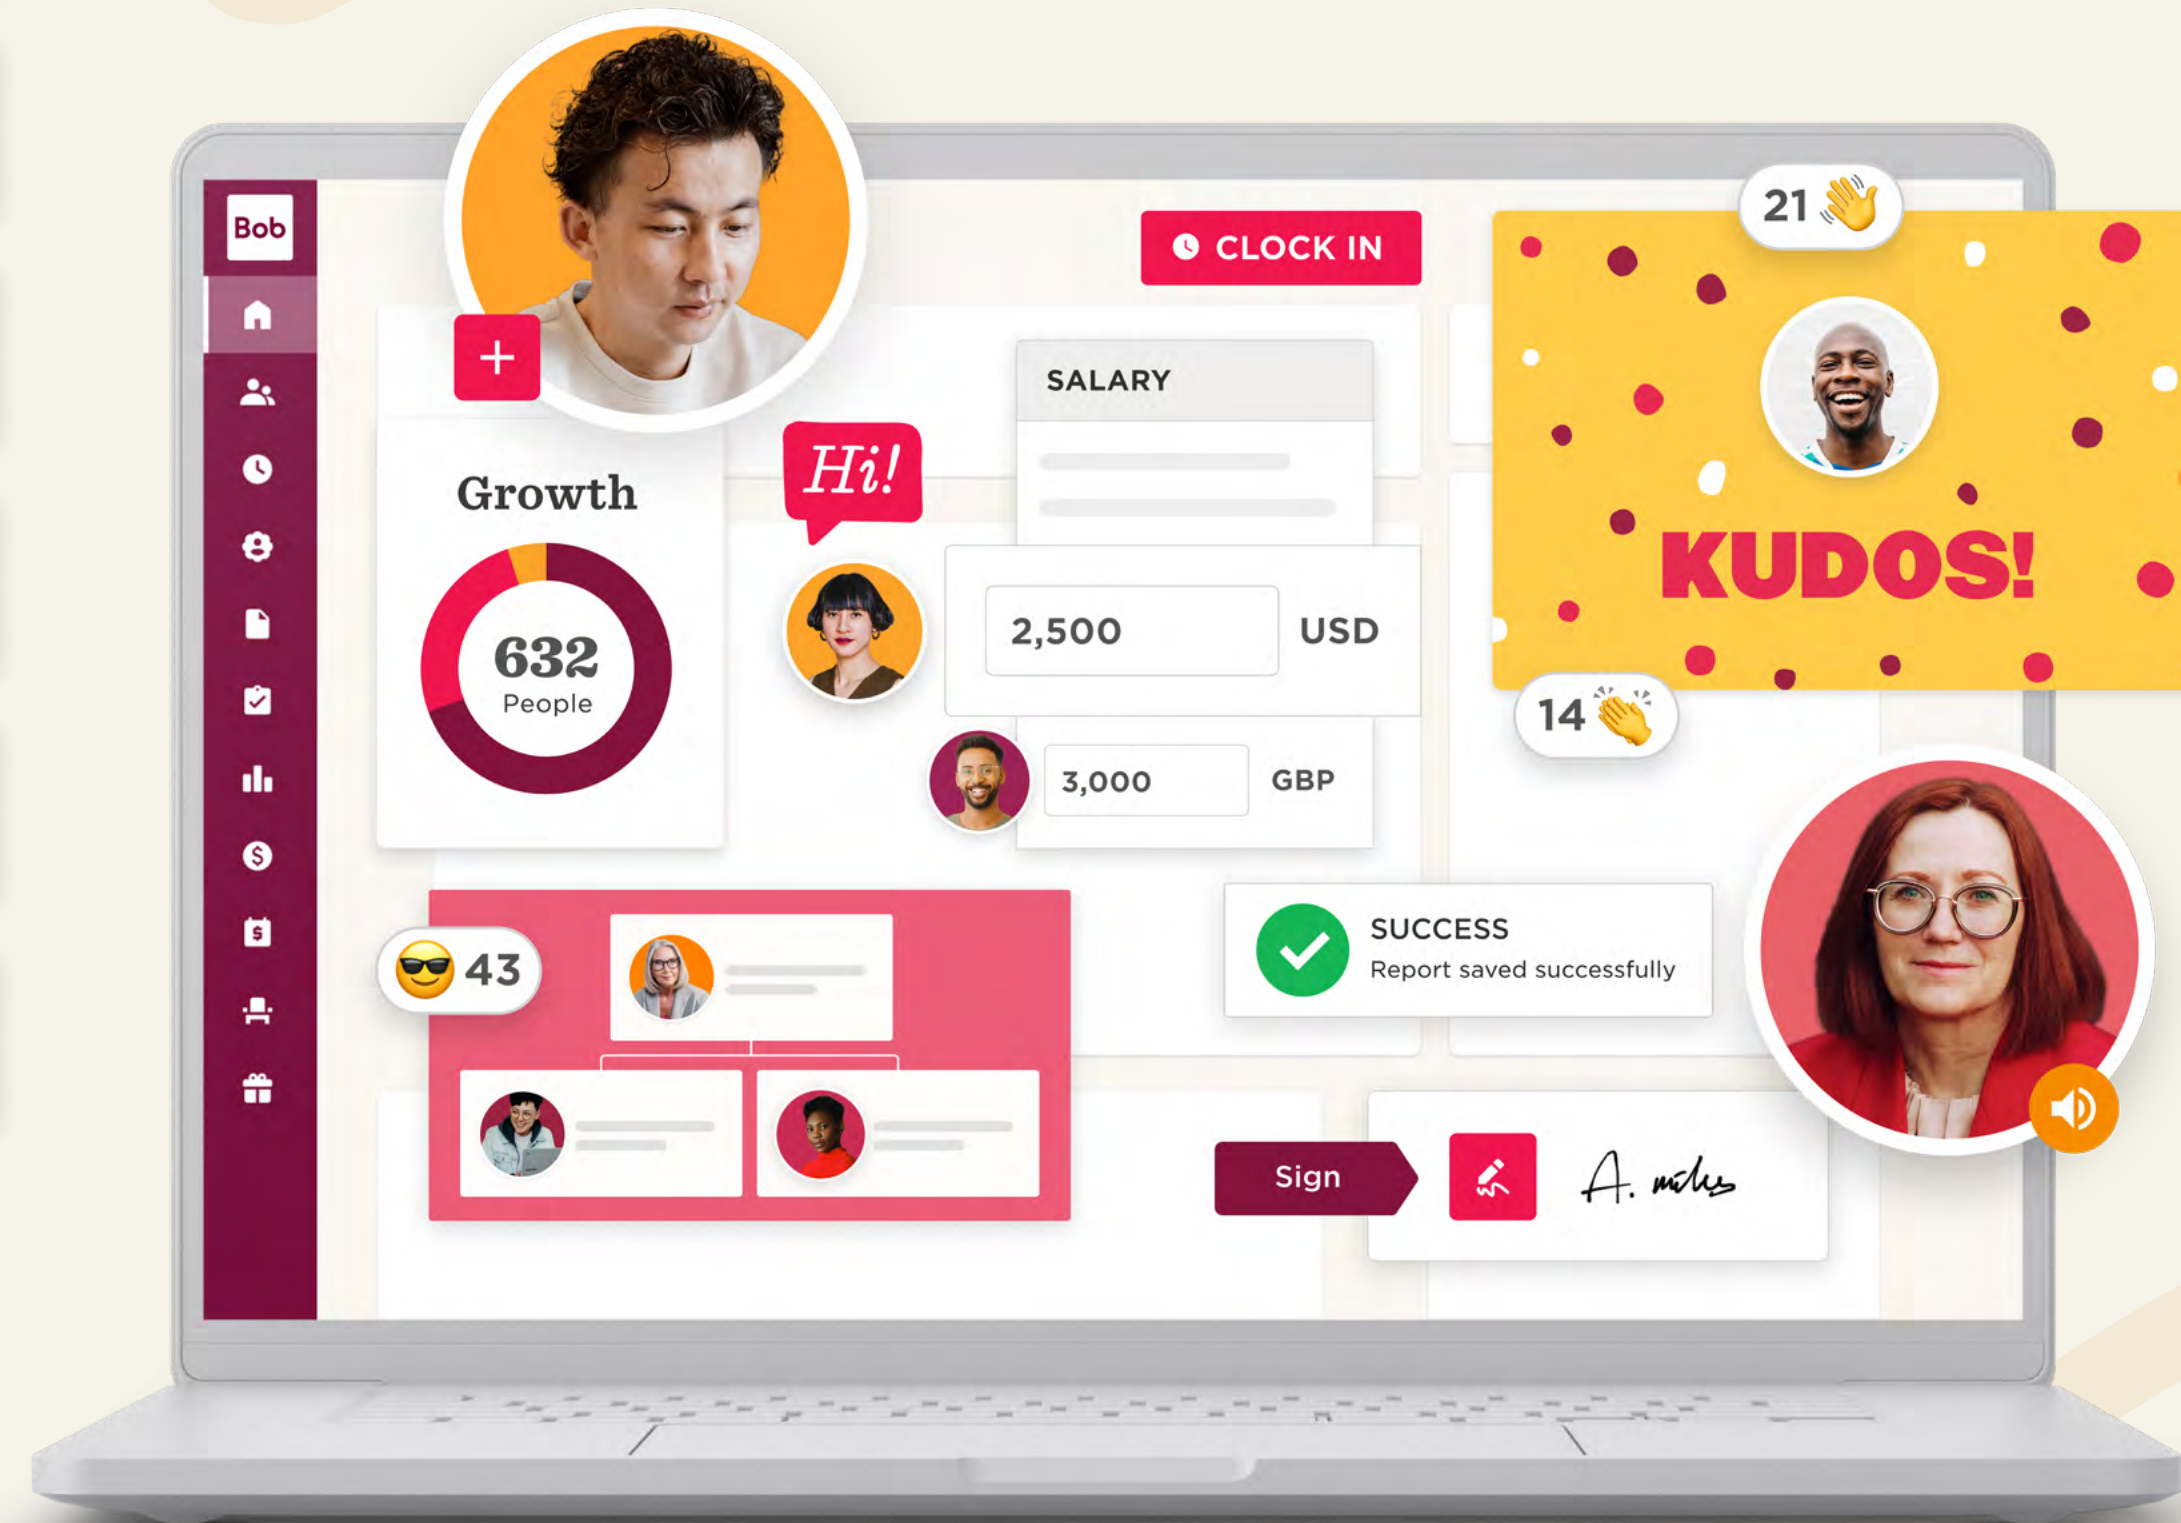 Bob
CLOCK IN
21
SALARY
Growth
Hi!
632
People
2,500 USD
3,000 GBP
KUDOS!
14
43
SUCCESS
Report saved successfully
Sign
A. miles